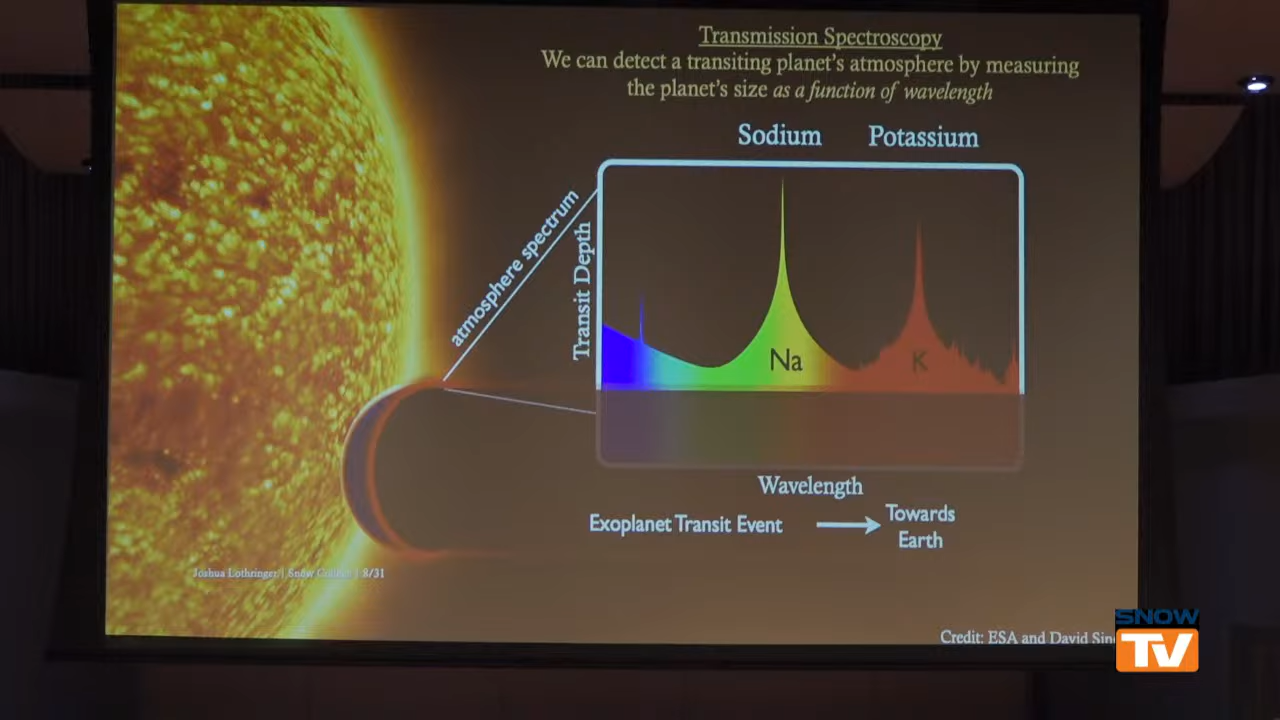 Transmission Spectroscopy
We can detect a transiting planet's atmosphere by measuring
the planet's size as a function of wavelength
Sodium Potassium
atmosphere spectrum
Transit Depth
Na K
Wavelength
Exoplanet Transit Event
Towards
Earth
Joshua Lothringer | Snow College | 8/31
Credit: ESA and David
SNOW
TV